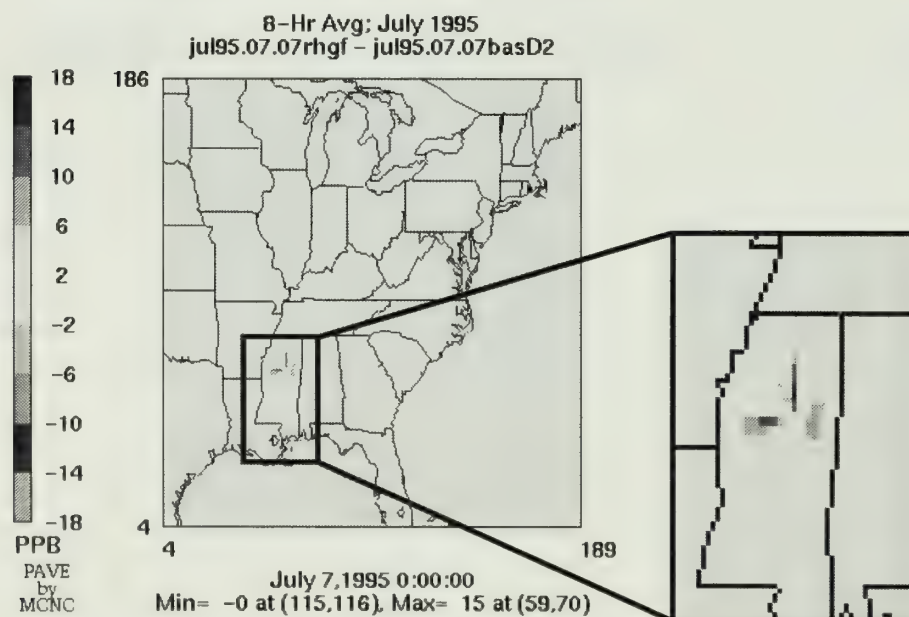 8-Hr Avg; July 1995
jul95.07.07rhgf – jul95.07.07basD2
186
18
14
10
6
2
-2
-6
-10
-14
-18
4
4
189
PPB
PAVE
by
MCNC
July 7,1995 0:00:00
Min= -0 at (115,116), Max= 15 at (59,70)